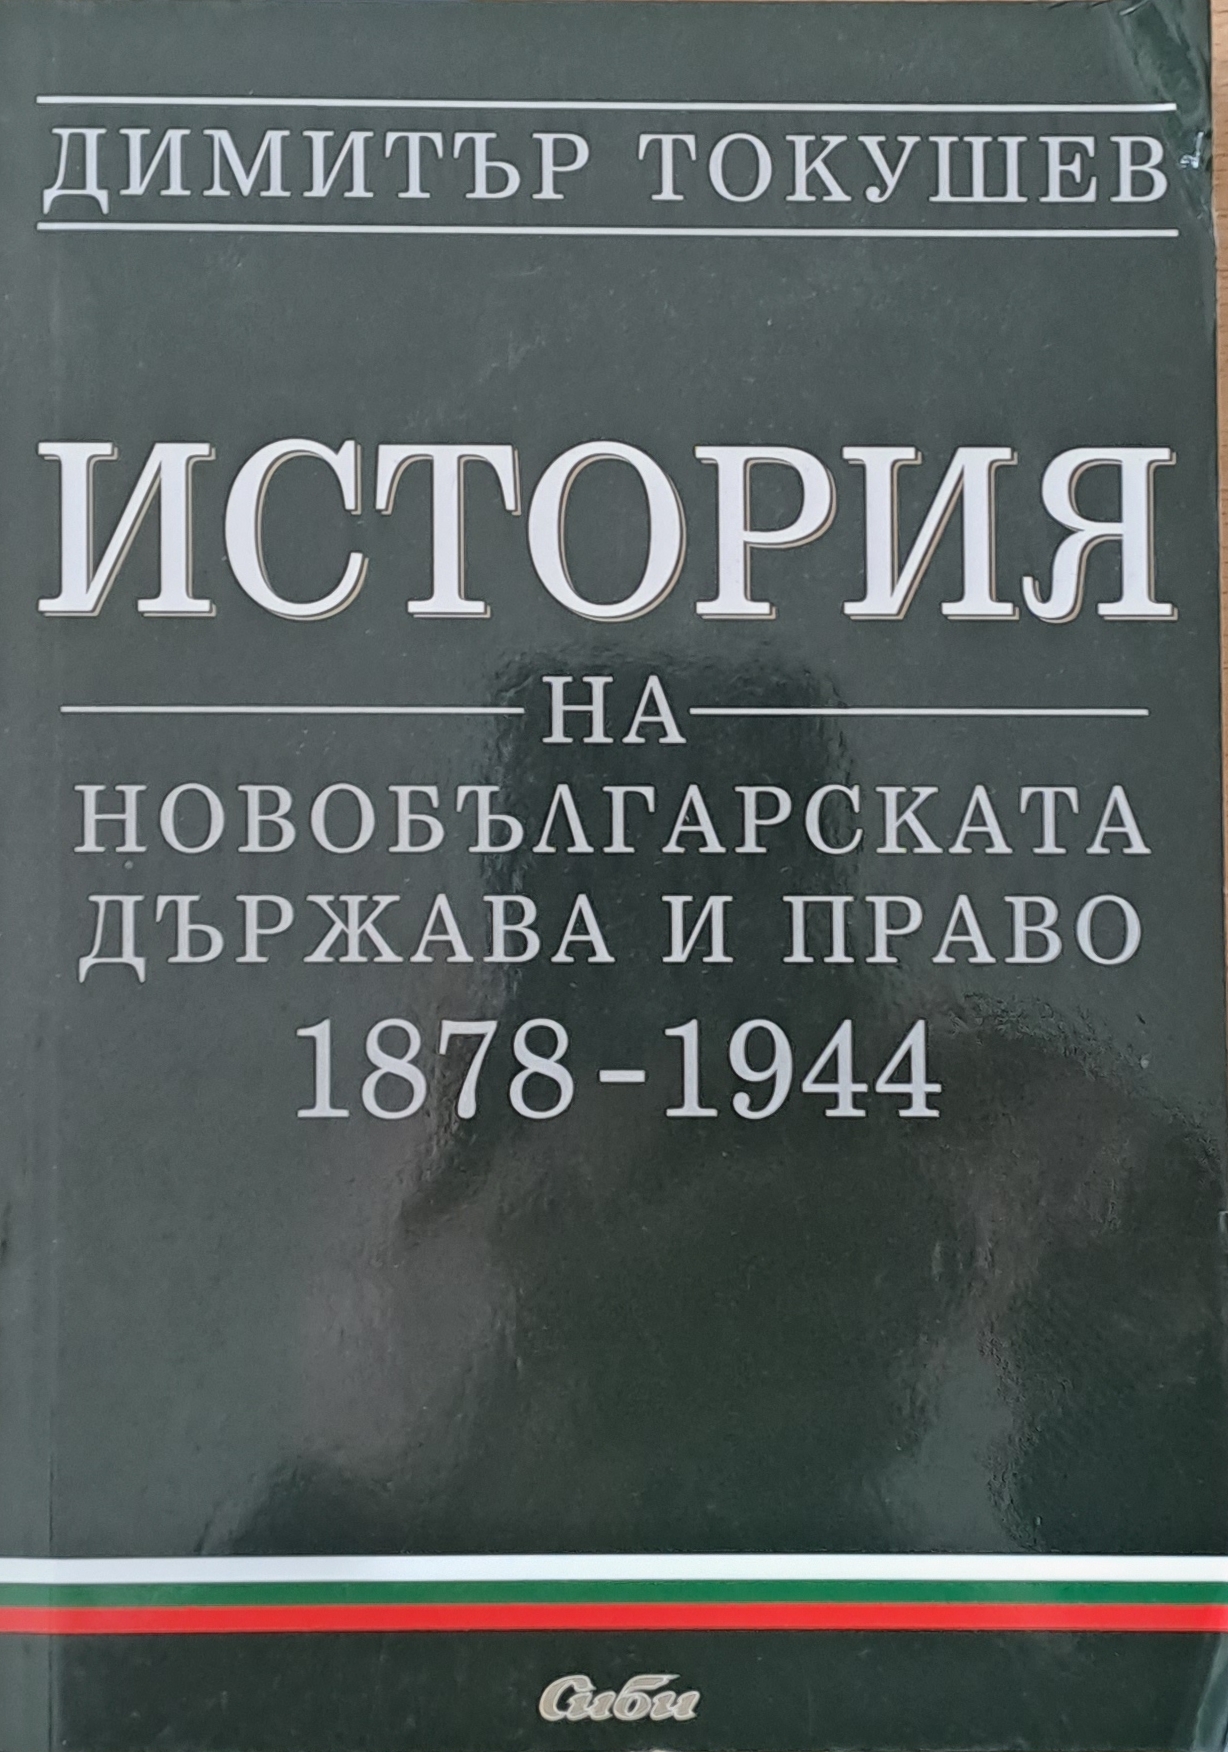 ДИМИТЪР ТОКУШЕВ
ИСТОРИЯ
НА
НОВОБЪЛГАРСКАТА
ДЪРЖАВА И ПРАВО
1878 - 1944
Сиби